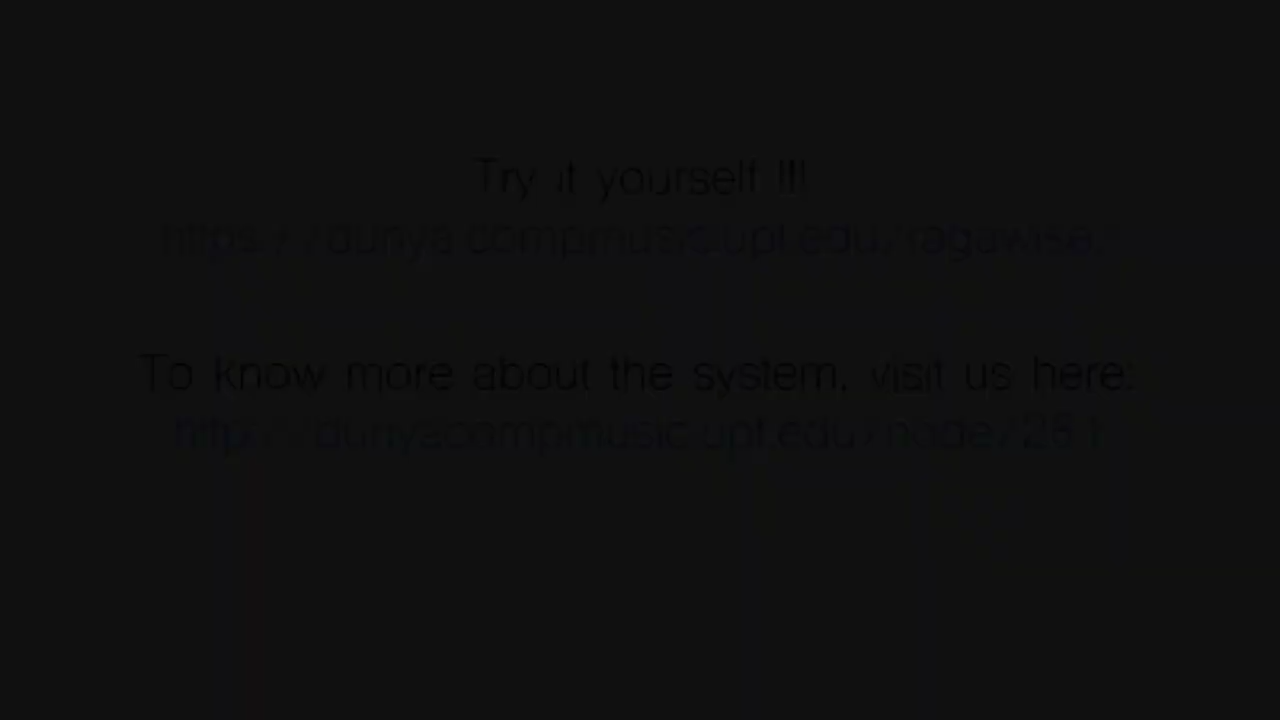 Try it yourself !!!
https://dunya.compmusic.upf.edu/ragawise/
To know more about the system, visit us here: